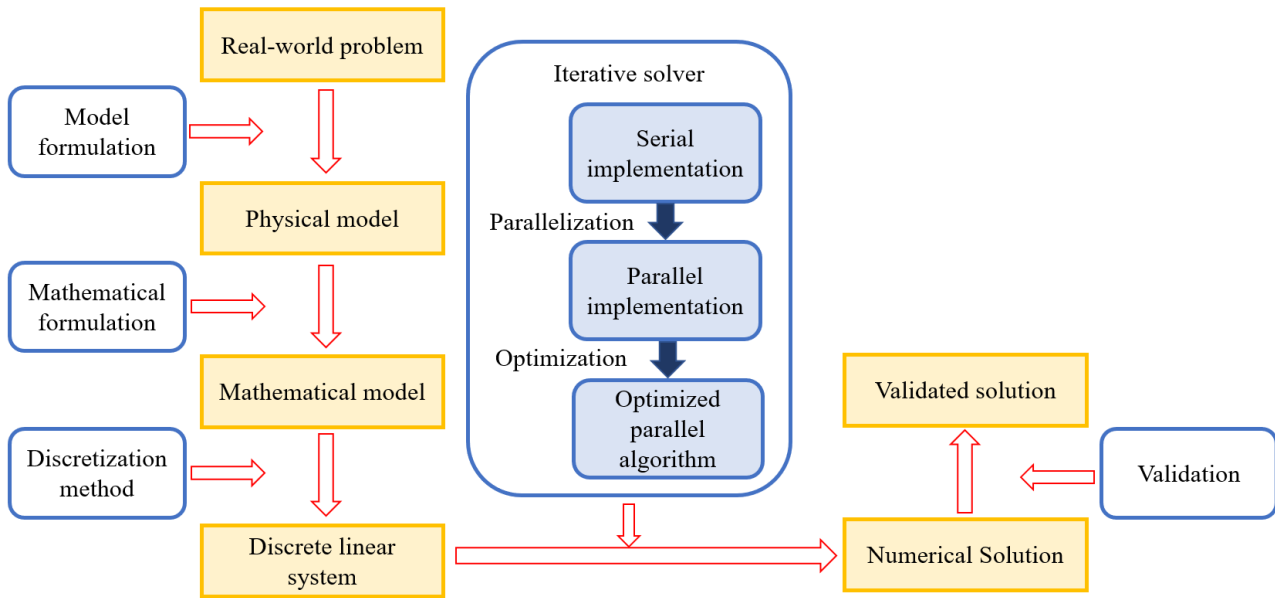 Real-world problem
Model
formulation
Physical model
Mathematical
formulation
Mathematical model
Discretization
method
Discrete linear
system
Iterative solver
Serial
implementation
Parallelization
Parallel
implementation
Optimization
Optimized
parallel
algorithm
Validated solution
Validation
Numerical Solution